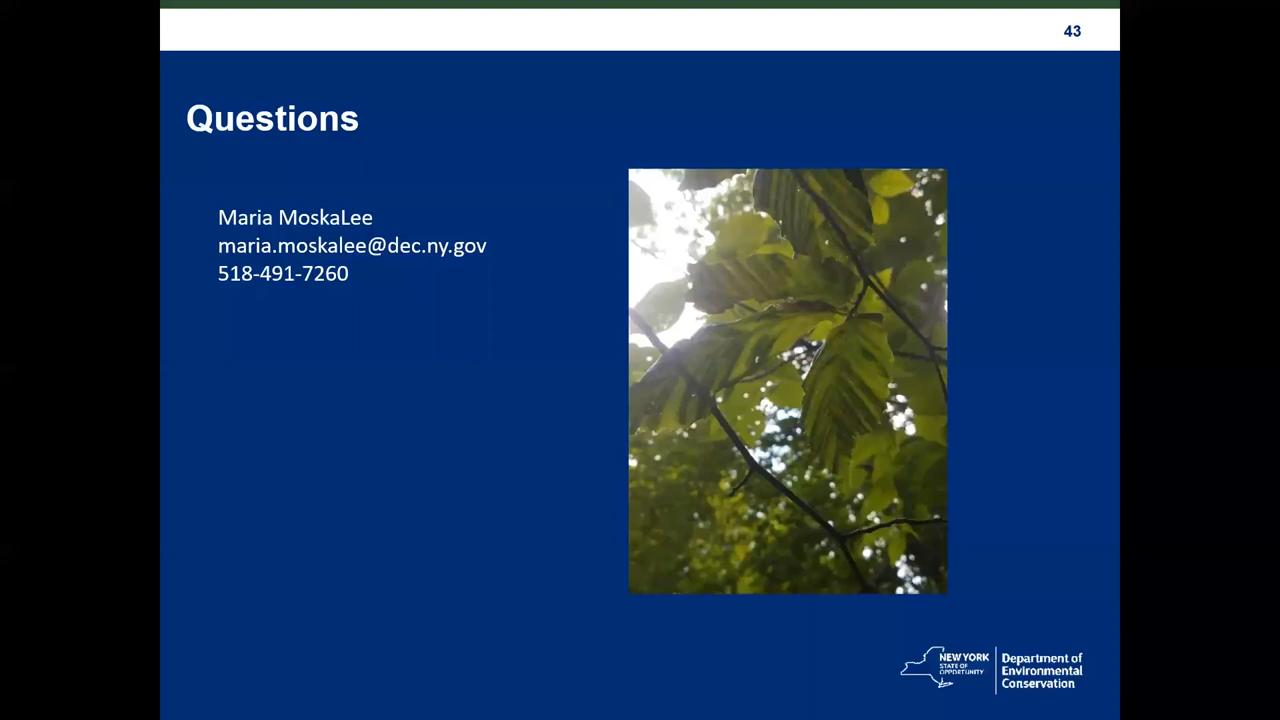 43
Questions
Maria MoskaLee
maria.moskalee@dec.ny.gov
518-491-7260
NEW YORK
STATE OF
OPPORTUNITY
Department of
Environmental
Conservation